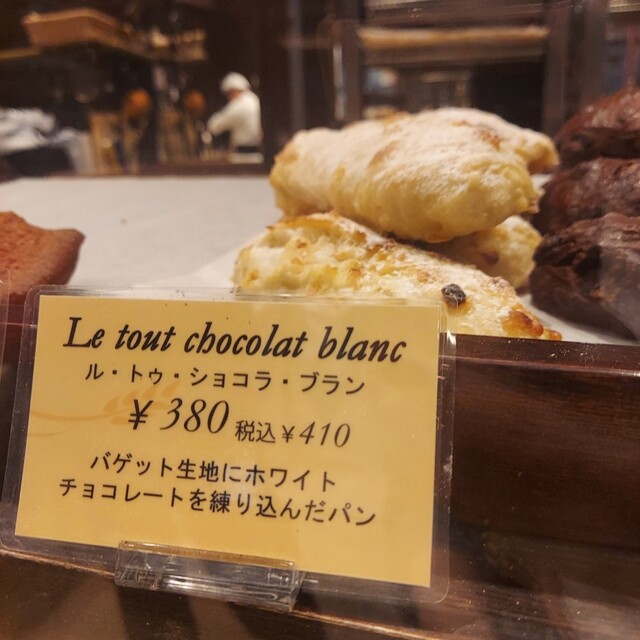 Le tout chocolat blanc
ル・トゥ・ショコラ・ブラン
¥380 税込¥410
バゲット生地にホワイト
チョコレートを練り込んだパン